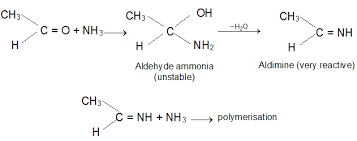 CH₃
H
C = O + NH₃
CH₃
OH
C
H
NH₂
–H₂O
CH₃
H
C = NH
Aldehyde ammonia
(unstable)
Aldimine (very reactive)
CH₃
H
C = NH + NH₃
polymerisation